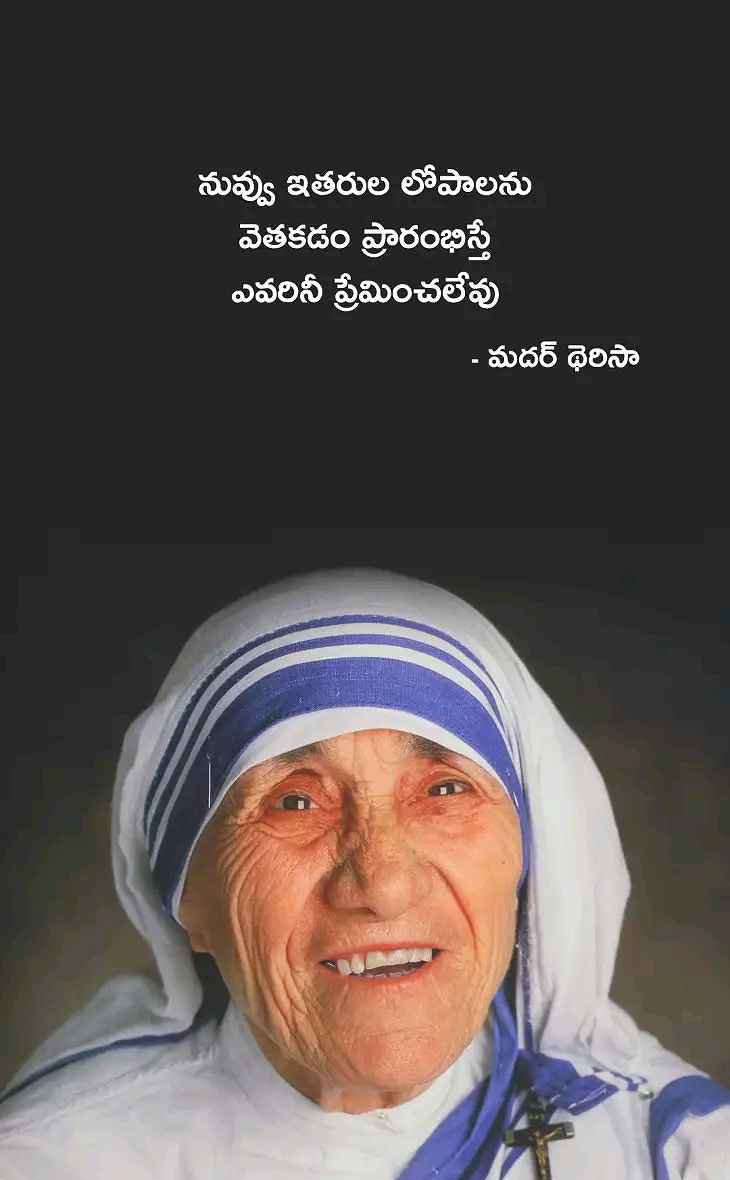 నువ్వు ఇతరుల లోపాలను
వెతకడం ప్రారంభిస్తే
ఎవరినీ ప్రేమించలేవు
- మదర్ థెరిసా